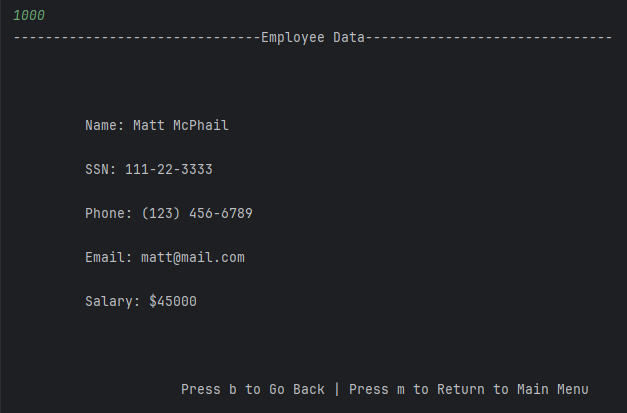 1000
-------------------------------Employee Data-------------------------------
Name: Matt McPhail
SSN: 111-22-3333
Phone: (123) 456-6789
Email: matt@mail.com
Salary: $45000
Press b to Go Back | Press m to Return to Main Menu